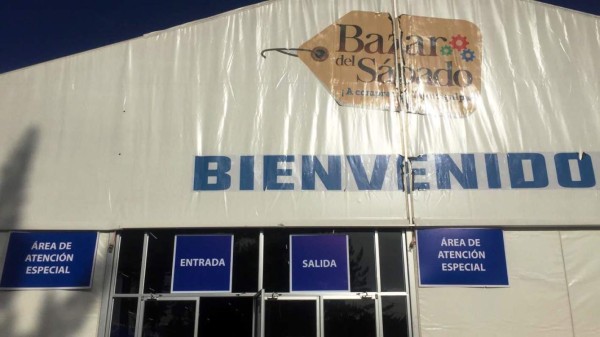 Bazar
del Sábado
¡A
BIENVENIDO
ÁREA DE
ATENCIÓN
ESPECIAL
ENTRADA
SALIDA
ÁREA DE
ATENCIÓN
ESPECIAL